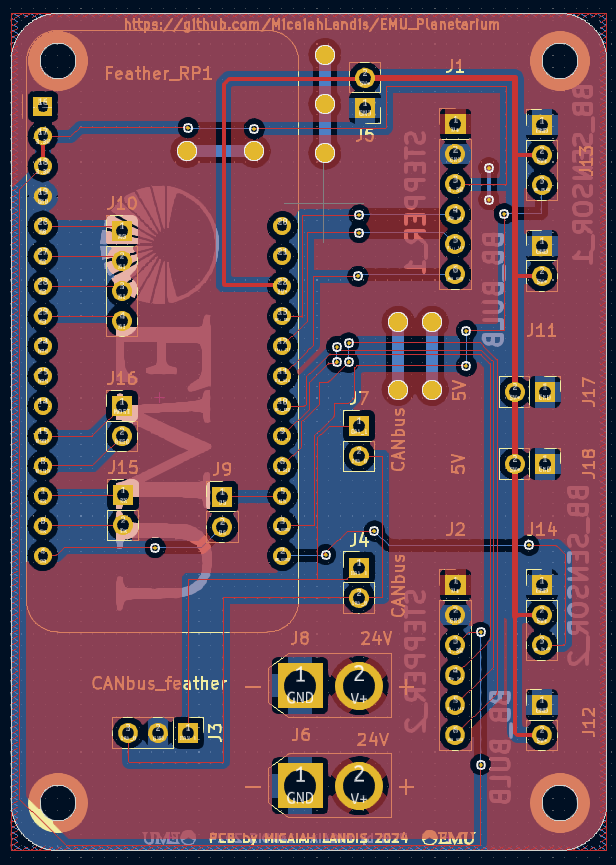 https://github.com/MicaiahLandis/EMU_Planetarium
Feather_RP1
J1
J5
BB_SENSOR_1
J13
STEPPER_1
J10
BB_BULB
J11
EMU
J16
J7
5V
J17
CANbus
J15
J9
5V
J18
J4
J2
J14
CANbus
BB_SENSOR_2
STEPPER_2
J8
24V
CANbus_feather
1
GND
2
V+
J3
BB_BULB
J12
J6
24V
1
GND
2
V+
EMU
PCB by MICAIAH LANDIS 2024
EMU